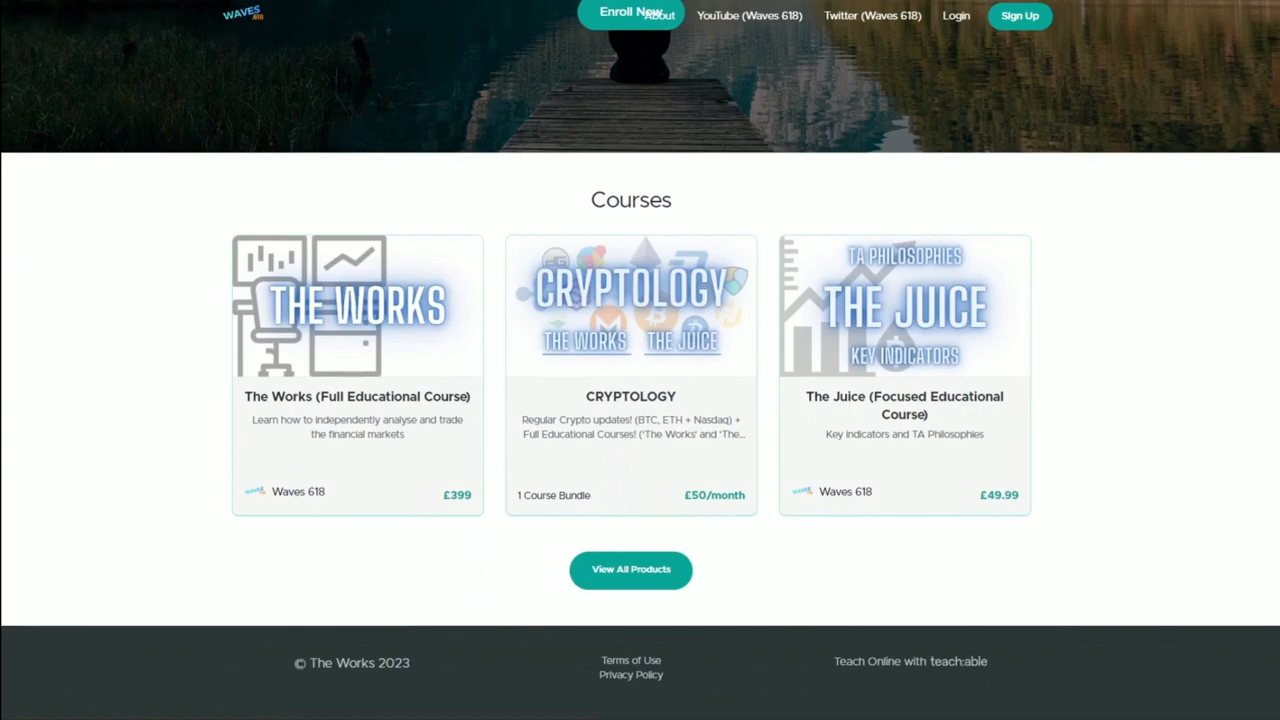 WAVES
.618
Enroll Now
About
YouTube (Waves 618)
Twitter (Waves 618)
Login
Sign Up
Courses
THE WORKS
The Works (Full Educational Course)
Learn how to independently analyse and trade
the financial markets
Waves 618
£399
CRYPTOLOGY
THE WORKS
THE JUICE
CRYPTOLOGY
Regular Crypto updates! (BTC, ETH + Nasdaq) +
Full Educational Courses! ('The Works' and 'The...
1 Course Bundle
£50/month
TA PHILOSOPHIES
THE JUICE
KEY INDICATORS
The Juice (Focused Educational
Course)
Key indicators and TA Philosophies
Waves 618
£49.99
View All Products
© The Works 2023
Terms of Use
Privacy Policy
Teach Online with teach:able